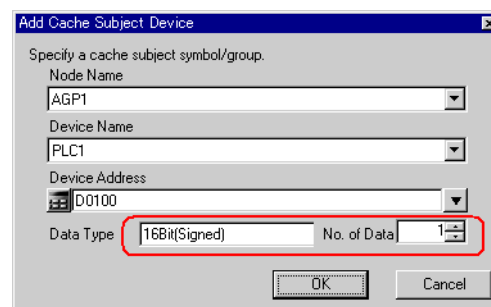 Add Cache Subject Device
Specify a cache subject symbol/group.
Node Name
AGP1
Device Name
PLC1
Device Address
D0100
Data Type 16Bit(Signed) No. of Data 1
OK Cancel